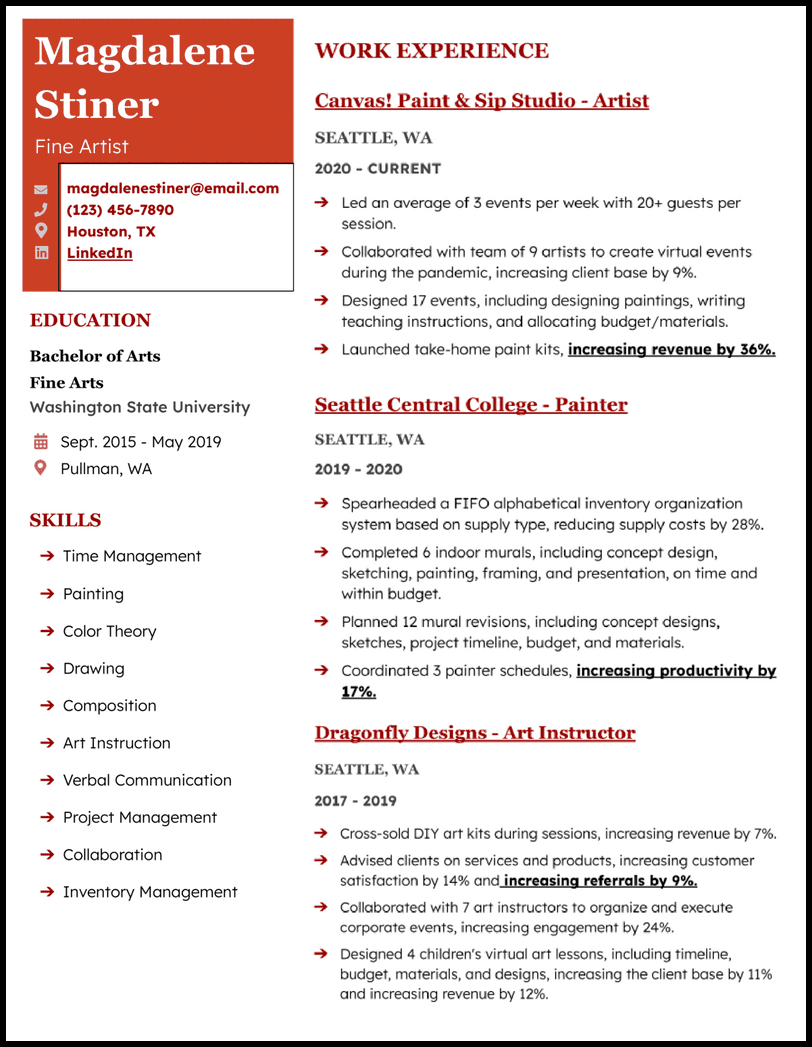 Magdalene
Stiner
Fine Artist
magdalenestiner@email.com
(123) 456-7890
Houston, TX
LinkedIn
EDUCATION
Bachelor of Arts
Fine Arts
Washington State University
Sept. 2015 - May 2019
Pullman, WA
SKILLS
Time Management
Painting
Color Theory
Drawing
Composition
Art Instruction
Verbal Communication
Project Management
Collaboration
Inventory Management
WORK EXPERIENCE
Canvas! Paint & Sip Studio - Artist
SEATTLE, WA
2020 - CURRENT
Led an average of 3 events per week with 20+ guests per
session.
Collaborated with team of 9 artists to create virtual events
during the pandemic, increasing client base by 9%.
Designed 17 events, including designing paintings, writing
teaching instructions, and allocating budget/materials.
Launched take-home paint kits, increasing revenue by 36%.
Seattle Central College - Painter
SEATTLE, WA
2019 - 2020
Spearheaded a FIFO alphabetical inventory organization
system based on supply type, reducing supply costs by 28%.
Completed 6 indoor murals, including concept design,
sketching, painting, framing, and presentation, on time and
within budget.
Planned 12 mural revisions, including concept designs,
sketches, project timeline, budget, and materials.
Coordinated 3 painter schedules, increasing productivity by
17%.
Dragonfly Designs - Art Instructor
SEATTLE, WA
2017 - 2019
Cross-sold DIY art kits during sessions, increasing revenue by 7%.
Advised clients on services and products, increasing customer
satisfaction by 14% and increasing referrals by 9%.
Collaborated with 7 art instructors to organize and execute
corporate events, increasing engagement by 24%.
Designed 4 children's virtual art lessons, including timeline,
budget, materials, and designs, increasing the client base by 11%
and increasing revenue by 12%.